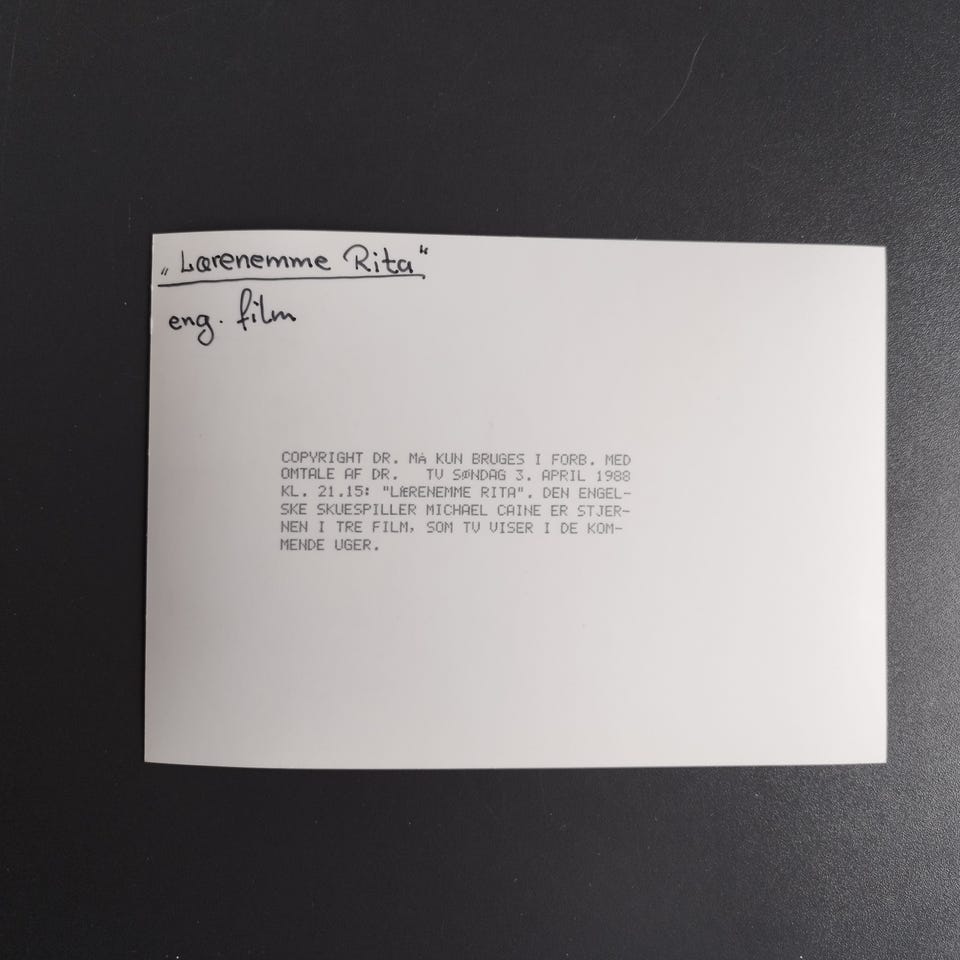 „Lærenemme Rita“
eng. film
COPYRIGHT DR. MÅ KUN BRUGES I FORB. MED
OMTALE AF DR. TV SØNDAG 3. APRIL 1988
KL. 21.15: "LÆRENEMME RITA". DEN ENGEL-
SKE SKUESPILLER MICHAEL CAINE ER STJER-
NEN I TRE FILM, SOM TV VISER I DE KOM-
MENDE UGER.